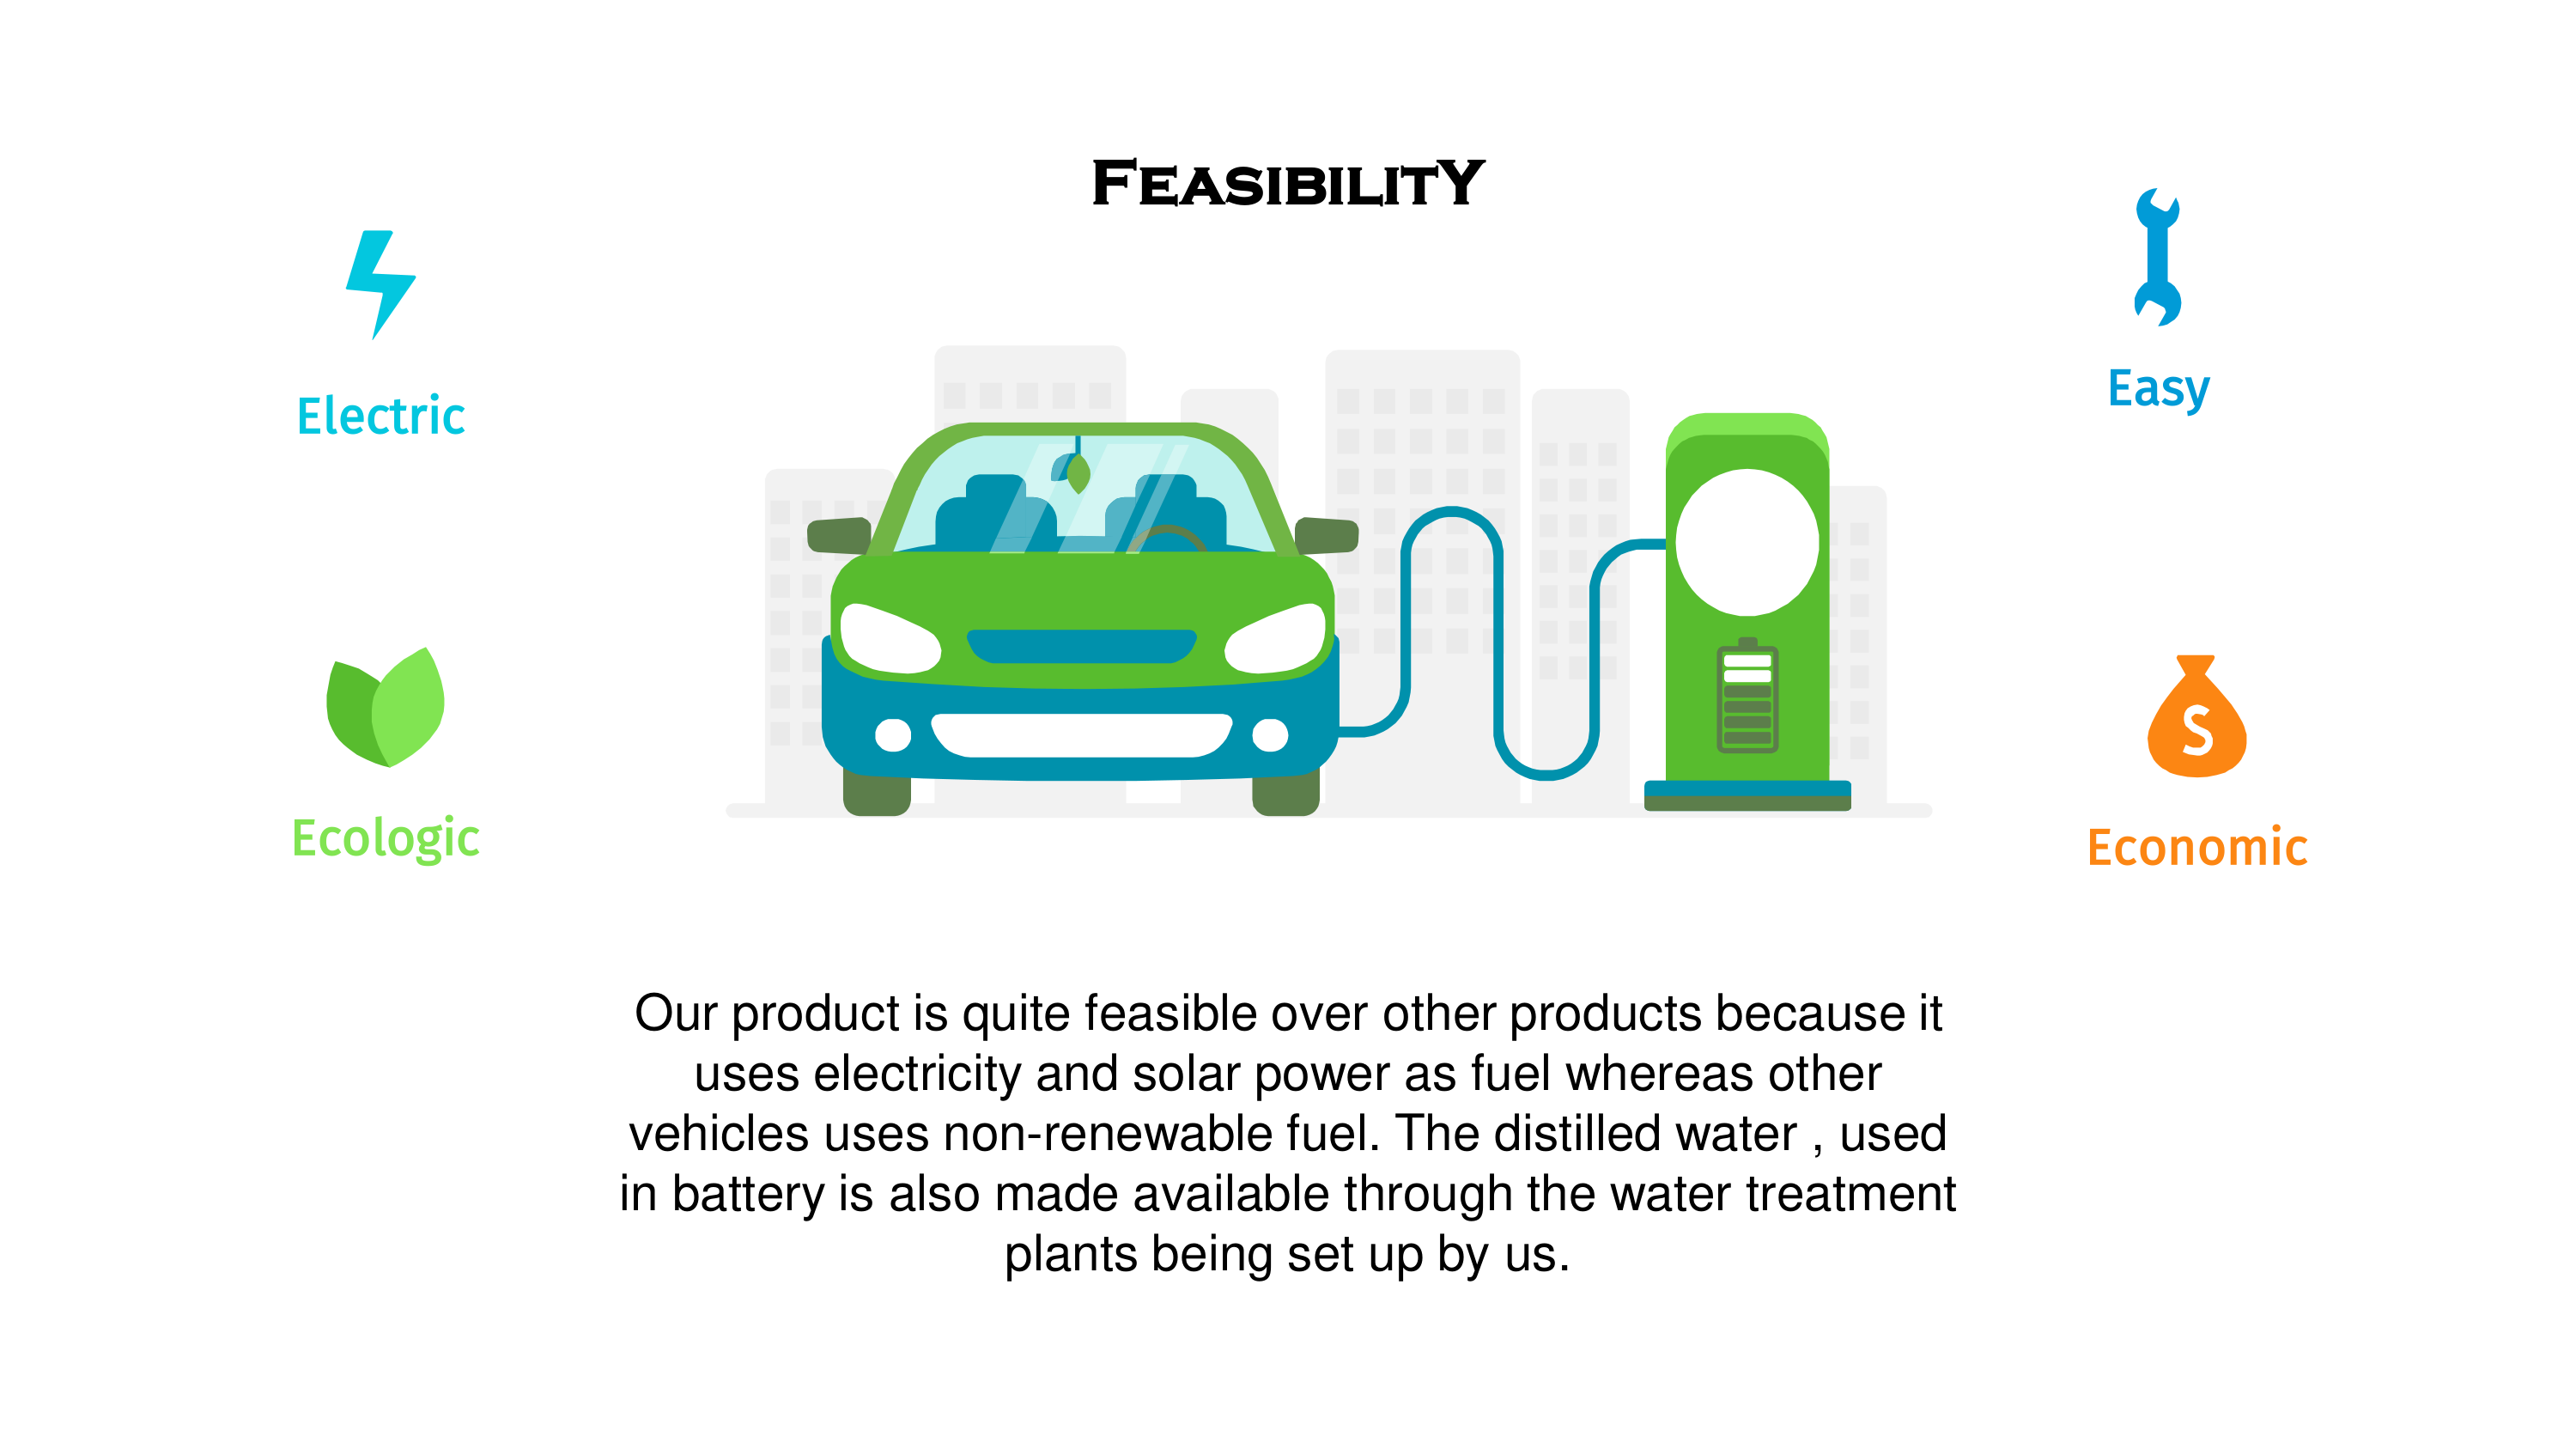 FEASIBILITY
Electric
Easy
Ecologic
S
Economic
Our product is quite feasible over other products because it
uses electricity and solar power as fuel whereas other
vehicles uses non-renewable fuel. The distilled water , used
in battery is also made available through the water treatment
plants being set up by us.